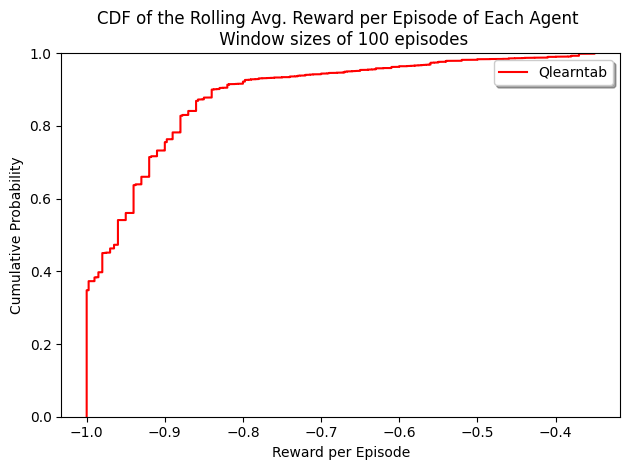 CDF of the Rolling Avg. Reward per Episode of Each Agent
Window sizes of 100 episodes
Qlearntab
Cumulative Probability
1.0
0.8
0.6
0.4
0.2
0.0
−1.0 −0.9 −0.8 −0.7 −0.6 −0.5 −0.4
Reward per Episode